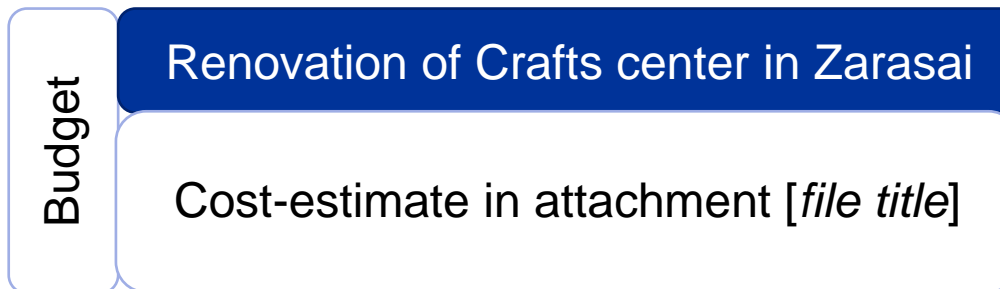 Budget
Renovation of Crafts center in Zarasai
Cost-estimate in attachment [file title]